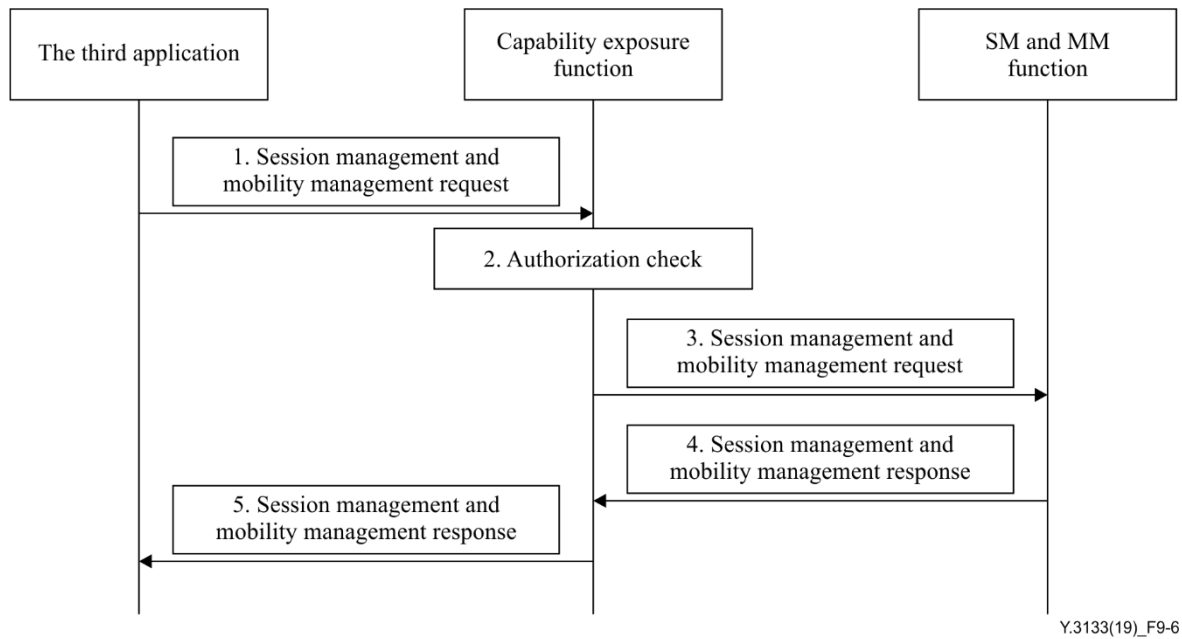 The third application
Capability exposure
function
SM and MM
function
1. Session management and
mobility management request
2. Authorization check
3. Session management and
mobility management request
4. Session management and
mobility management response
5. Session management and
mobility management response
Y.3133(19)_F9-6